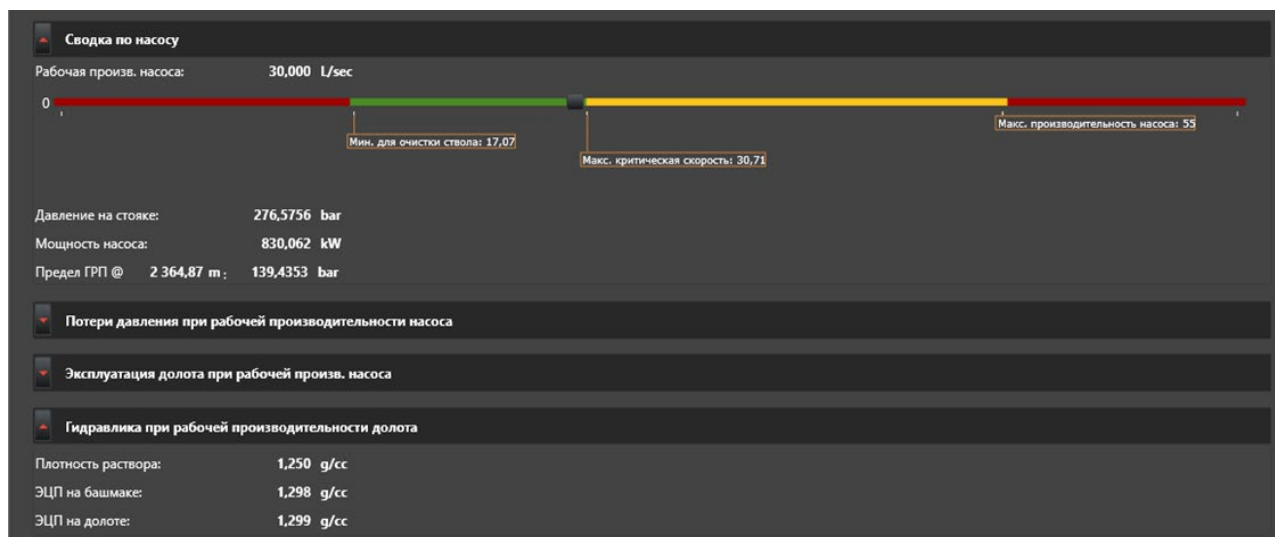 Сводка по насосу
Рабочая произв. насоса: 30,000 L/sec
0
Макс. производительность насоса: 55
Мин. для очистки ствола: 17,07
Макс. критическая скорость: 30,71
Давление на стояке: 276,5756 bar
Мощность насоса: 830,062 kW
Предел ГРП @ 2 364,87 m : 139,4353 bar
Потери давления при рабочей производительности насоса
Эксплуатация долота при рабочей произв. насоса
Гидравлика при рабочей производительности долота
Плотность раствора: 1,250 g/cc
ЭЦП на башмаке: 1,298 g/cc
ЭЦП на долоте: 1,299 g/cc